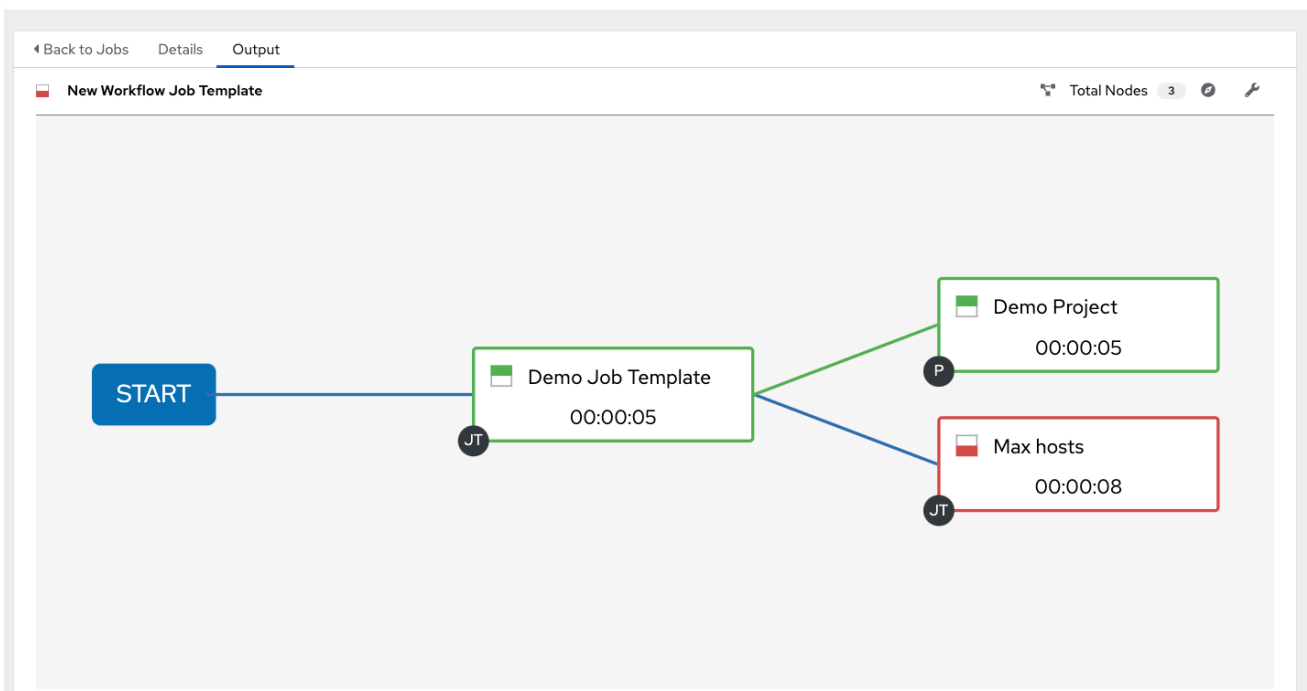 Back to Jobs Details Output
New Workflow Job Template Total Nodes 3
START
Demo Job Template
00:00:05
JT
Demo Project
00:00:05
P
Max hosts
00:00:08
JT